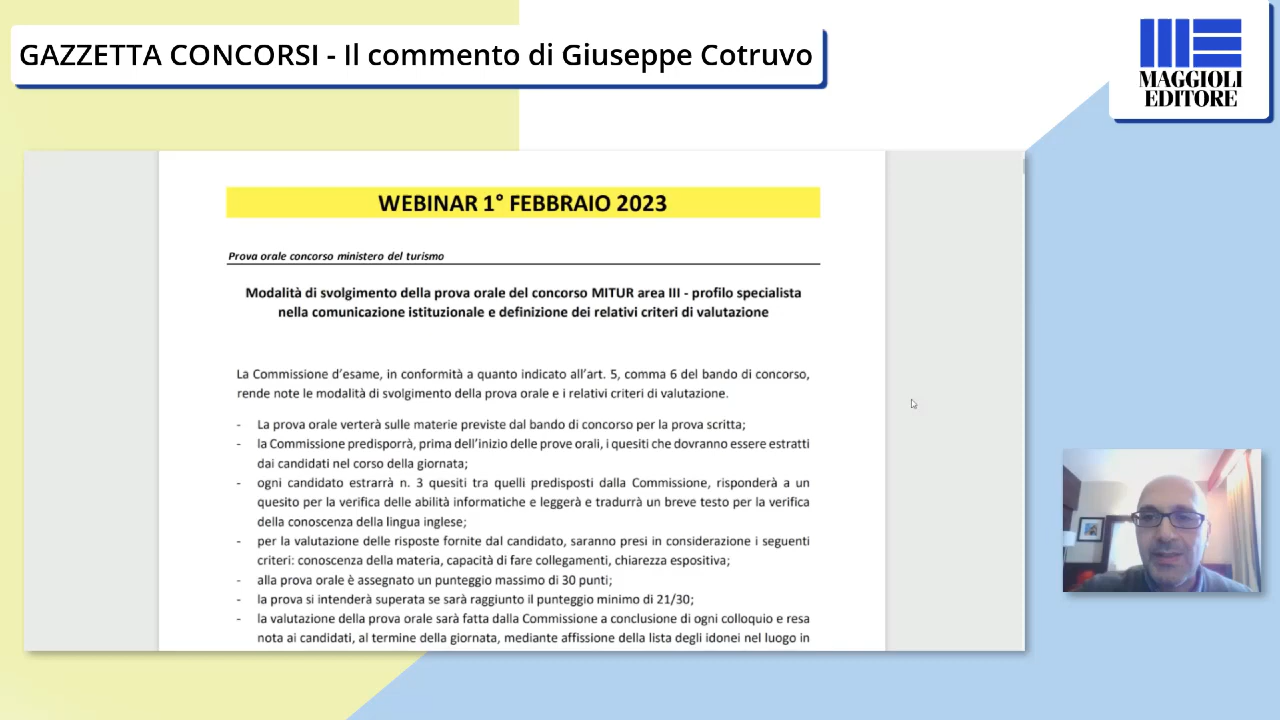 GAZZETTA CONCORSI - Il commento di Giuseppe Cotruvo
MAGGIOLI
EDITORE
WEBINAR 1° FEBBRAIO 2023
Prova orale concorso ministero del turismo
Modalità di svolgimento della prova orale del concorso MITUR area III - profilo specialista
nella comunicazione istituzionale e definizione dei relativi criteri di valutazione
La Commissione d'esame, in conformità a quanto indicato all'art. 5, comma 6 del bando di concorso,
rende note le modalità di svolgimento della prova orale e i relativi criteri di valutazione.
- La prova orale verterà sulle materie previste dal bando di concorso per la prova scritta;
- la Commissione predisporrà, prima dell'inizio delle prove orali, i quesiti che dovranno essere estratti
dai candidati nel corso della giornata;
- ogni candidato estrarrà n. 3 quesiti tra quelli predisposti dalla Commissione, risponderà a un
quesito per la verifica delle abilità informatiche e leggerà e tradurrà un breve testo per la verifica
della conoscenza della lingua inglese;
- per la valutazione delle risposte fornite dal candidato, saranno presi in considerazione i seguenti
criteri: conoscenza della materia, capacità di fare collegamenti, chiarezza espositiva;
- alla prova orale è assegnato un punteggio massimo di 30 punti;
- la prova si intenderà superata se sarà raggiunto il punteggio minimo di 21/30;
- la valutazione della prova orale sarà fatta dalla Commissione a conclusione di ogni colloquio e resa
nota ai candidati, al termine della giornata, mediante affissione della lista degli idonei nel luogo in